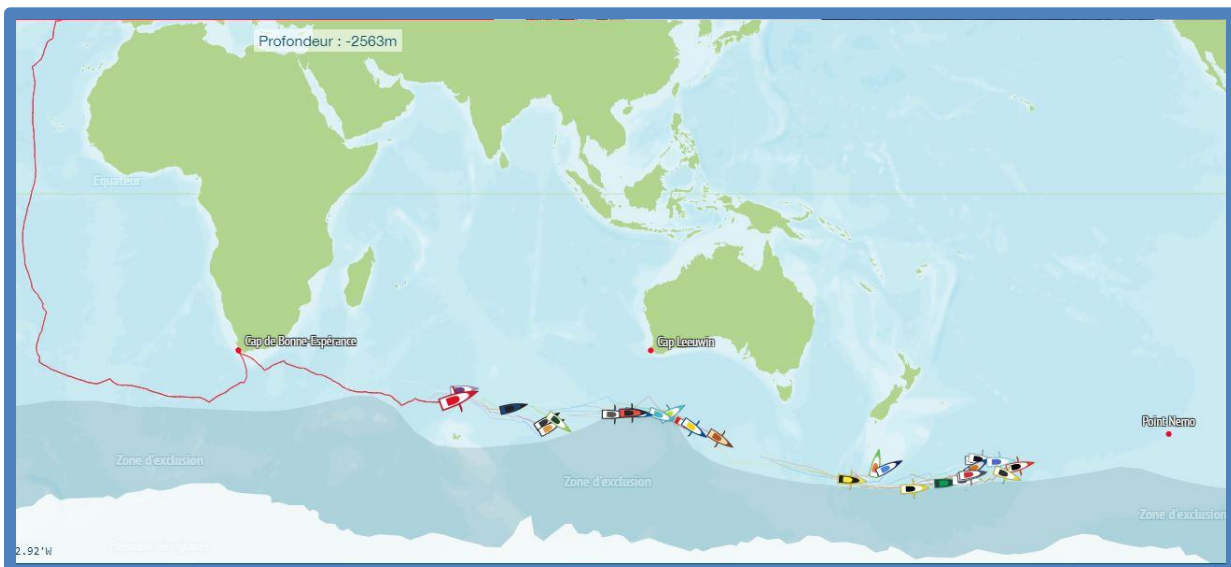 Profondeur : -2563m
Equateur
Cap de Bonne-Espérance
Cap Leeuwin
Point Nemo
Zone d'exclusion
Zone d'exclusion
Zone d'exclusion
2.92'W